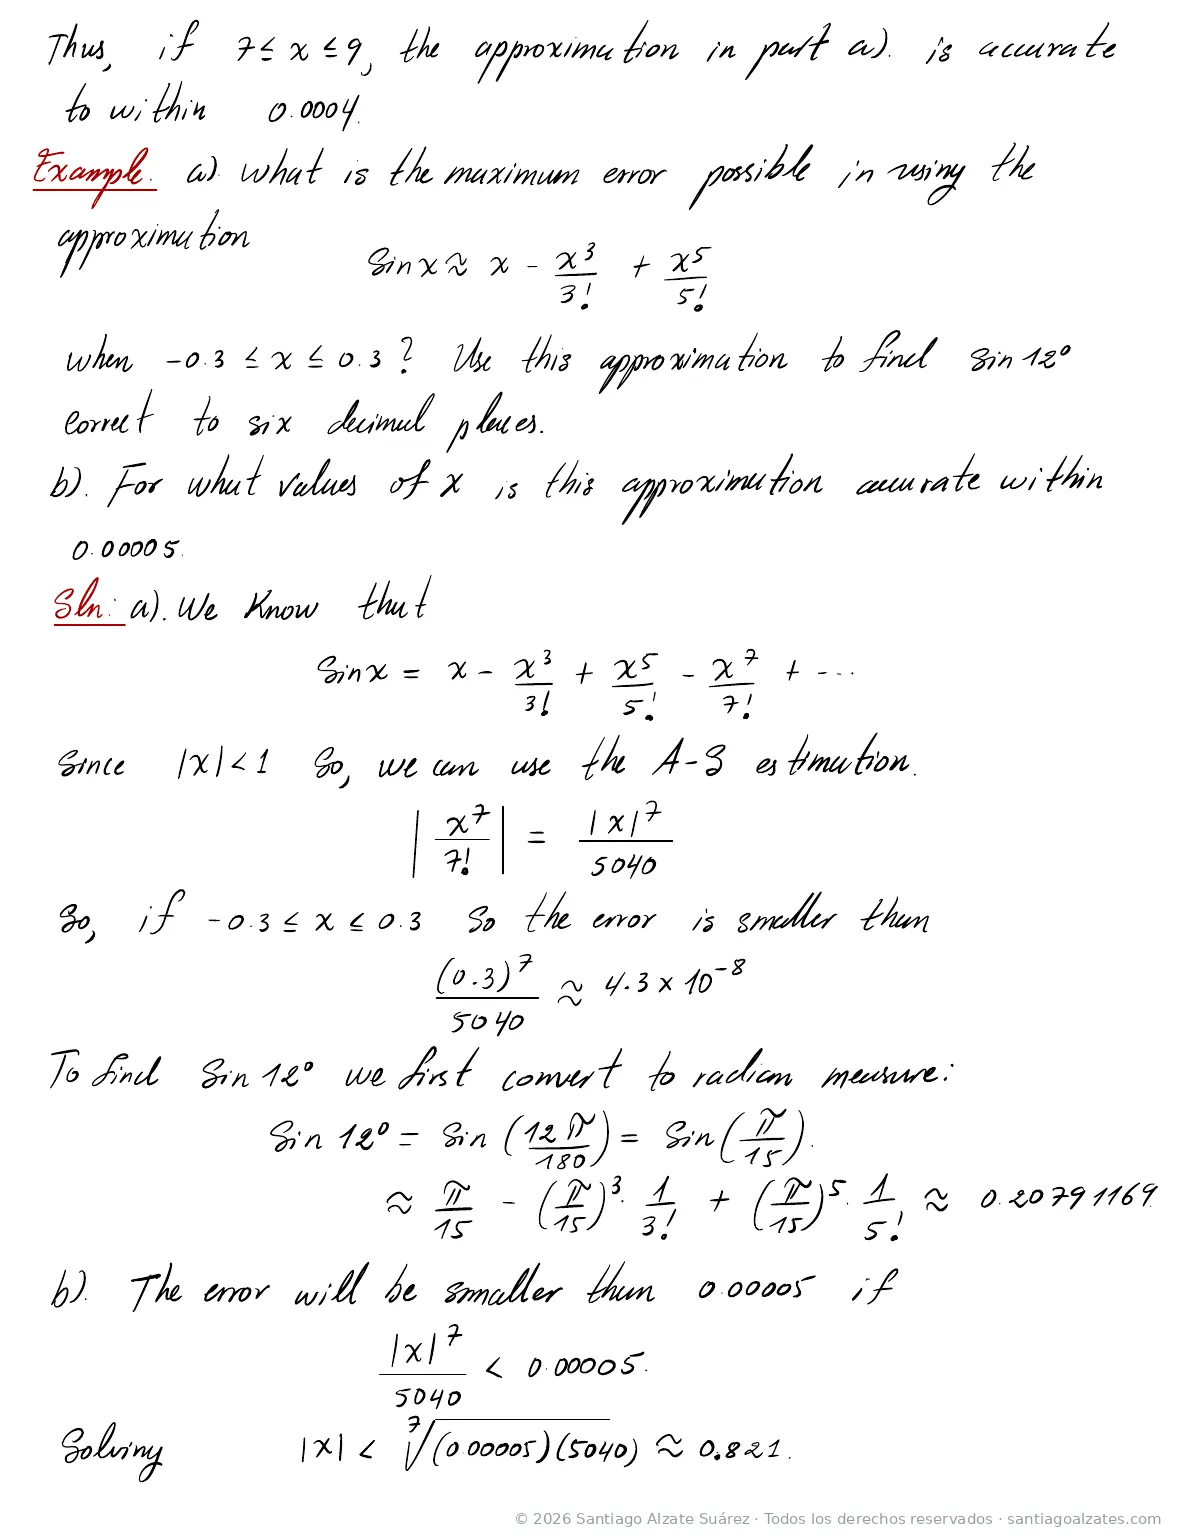 Thus, if 7 ≤ x ≤ 9, the approximation in part a). is accurate
to within 0.0004.
Example. a). what is the maximum error possible in using the
approximation
Sin x ≈ x - x³/3! + x⁵/5!
when -0.3 ≤ x ≤ 0.3? Use this approximation to find sin 12°
correct to six decimal places.
b). For what values of x is this approximation accurate within
0.00005.
Sln: a). We Know that
Sin x = x - x³/3! + x⁵/5! - x⁷/7! + ...
Since |x| < 1 So, we can use the A-S estimation.
|x⁷/7!| = |x|⁷/5040
So, if -0.3 ≤ x ≤ 0.3 So the error is smaller than
(0.3)⁷/5040 ≈ 4.3 x 10⁻⁸
To find Sin 12° we first convert to radian measure:
Sin 12° = Sin (12π/180) = Sin (π/15).
≈ π/15 - (π/15)³ · 1/3! + (π/15)⁵ · 1/5! ≈ 0.20791169.
b). The error will be smaller than 0.00005 if
|x|⁷/5040 < 0.00005.
Solving |x| < ⁷√(0.00005)(5040) ≈ 0.821.
© 2026 Santiago Alzate Suárez · Todos los derechos reservados · santiagoalzates.com